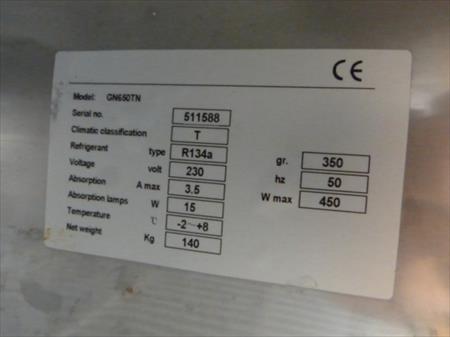 CE
Model: GN650TN
Serial no. 511588
Climatic classification T
Refrigerant type R134a gr. 350
Voltage volt 230 hz 50
Absorption A max 3.5 W max 450
Absorption lamps W 15
Temperature °C -2~+8
Net weight Kg 140